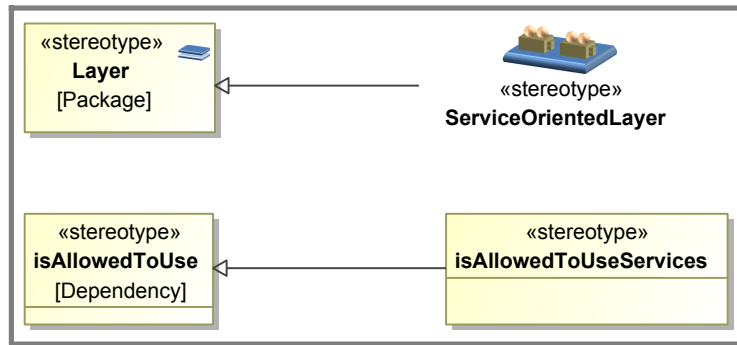 «stereotype»
Layer
[Package]
«stereotype»
ServiceOrientedLayer
«stereotype»
isAllowedToUse
[Dependency]
«stereotype»
isAllowedToUseServices